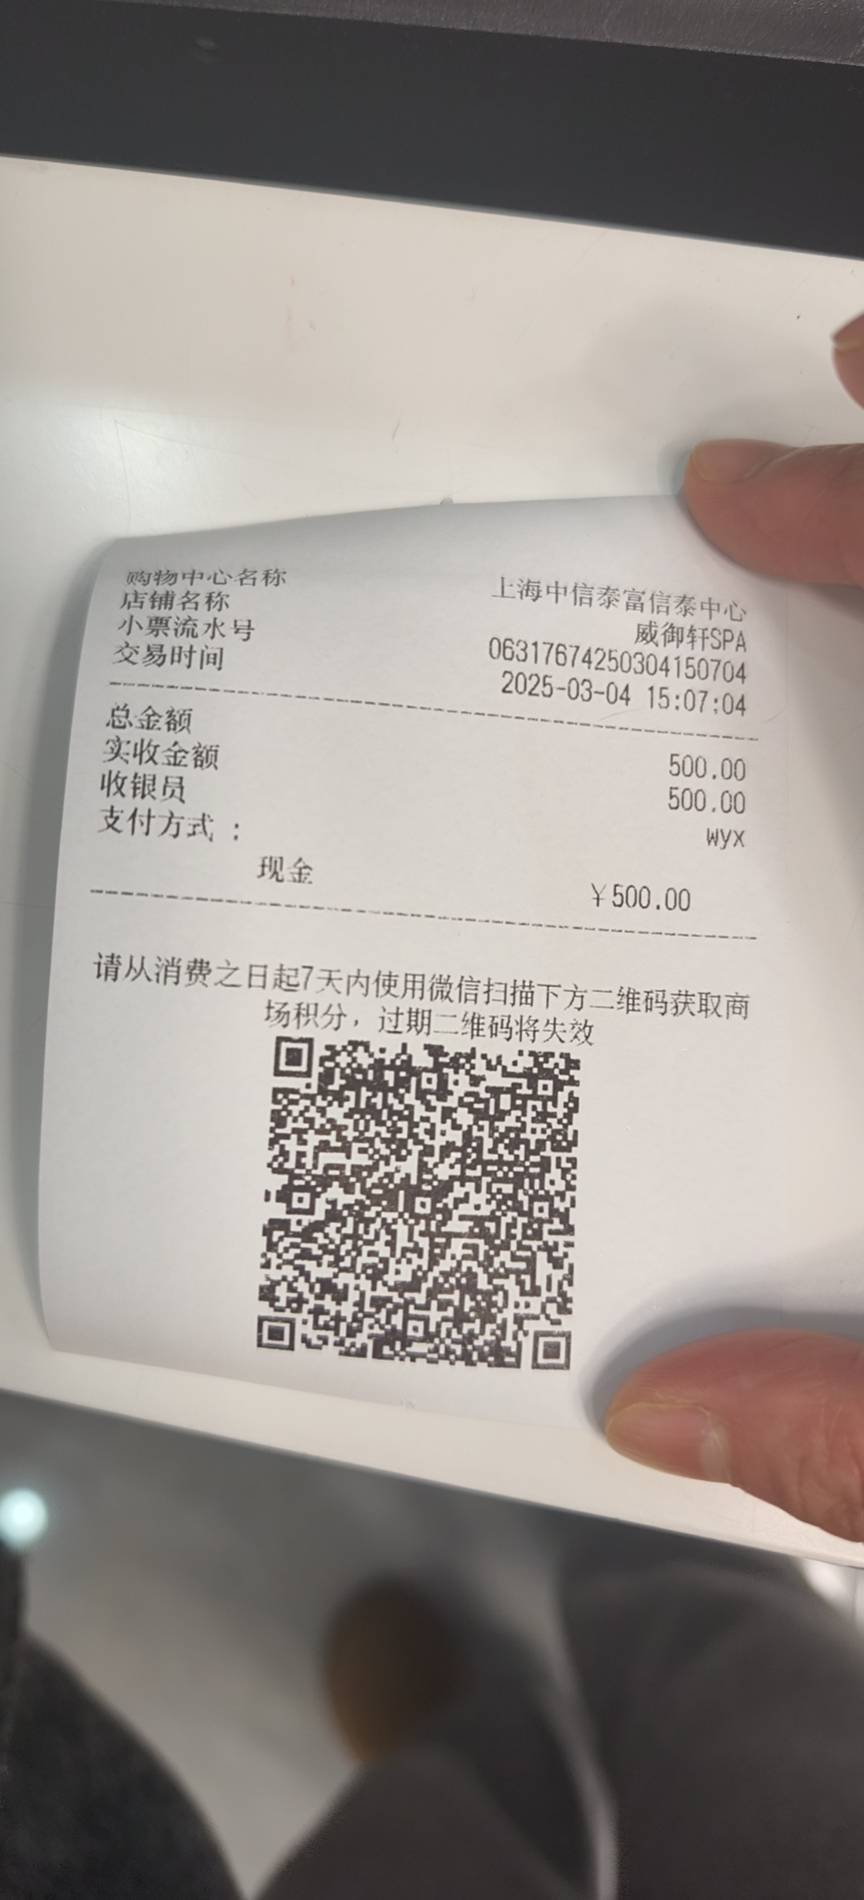 购物中心名称 上海中信泰富信泰中心
店铺名称 威御轩SPA
小票流水号 06317674250304150704
交易时间 2025-03-04 15:07:04
总金额 500.00
实收金额 500.00
收银员 wyx
支付方式：
现金 ¥500.00
请从消费之日起7天内使用微信扫描下方二维码获取商
场积分，过期二维码将失效